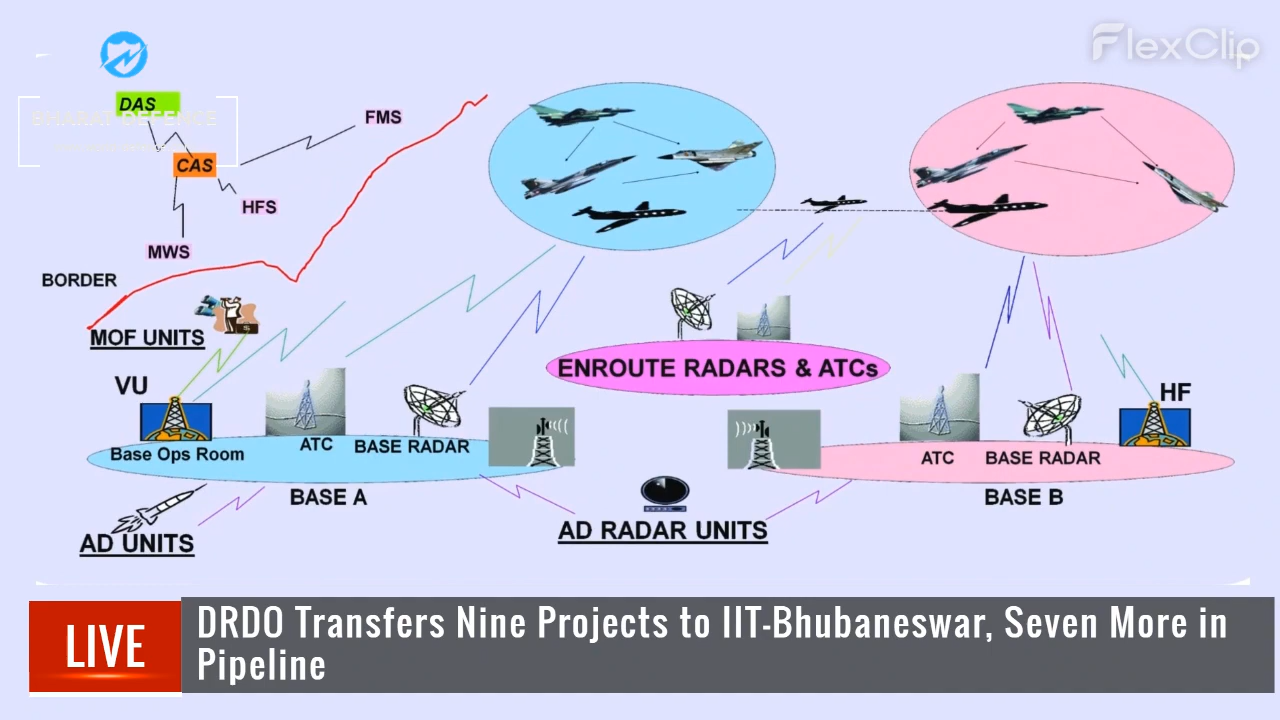 FlexClip
DAS
BHARAT DEFENCE
CAS
FMS
HFS
MWS
BORDER
MOF UNITS
VU
ENROUTE RADARS & ATCs
HF
Base Ops Room
ATC
BASE RADAR
ATC
BASE RADAR
BASE A
BASE B
AD UNITS
AD RADAR UNITS
LIVE
DRDO Transfers Nine Projects to IIT-Bhubaneswar, Seven More in
Pipeline